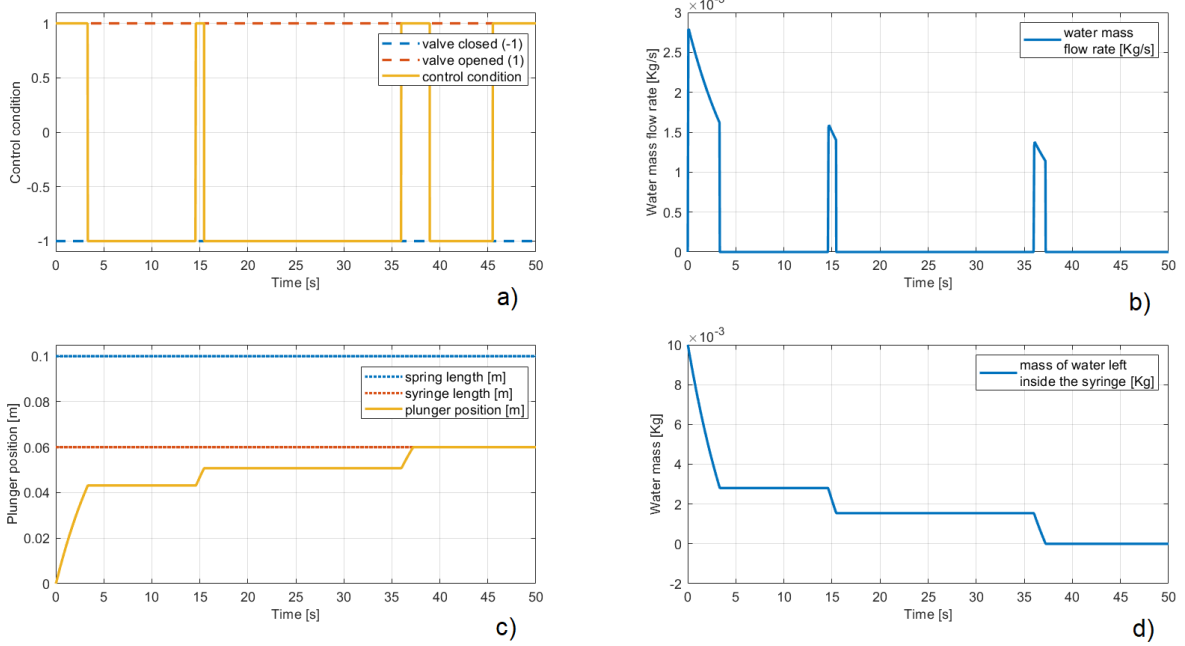 1
0.5
0
-0.5
-1
Control condition
valve closed (-1)
valve opened (1)
control condition
0 5 10 15 20 25 30 35 40 45 50
Time [s]
a)
3
2.5
2
1.5
1
0.5
0
Water mass flow rate [Kg/s]
water mass
flow rate [Kg/s]
0 5 10 15 20 25 30 35 40 45 50
Time [s]
b)
0.1
0.08
0.06
0.04
0.02
0
Plunger position [m]
spring length [m]
syringe length [m]
plunger position [m]
0 5 10 15 20 25 30 35 40 45 50
Time [s]
c)
×10⁻³
10
8
6
4
2
0
-2
Water mass [Kg]
mass of water left
inside the syringe [Kg]
0 5 10 15 20 25 30 35 40 45 50
Time [s]
d)